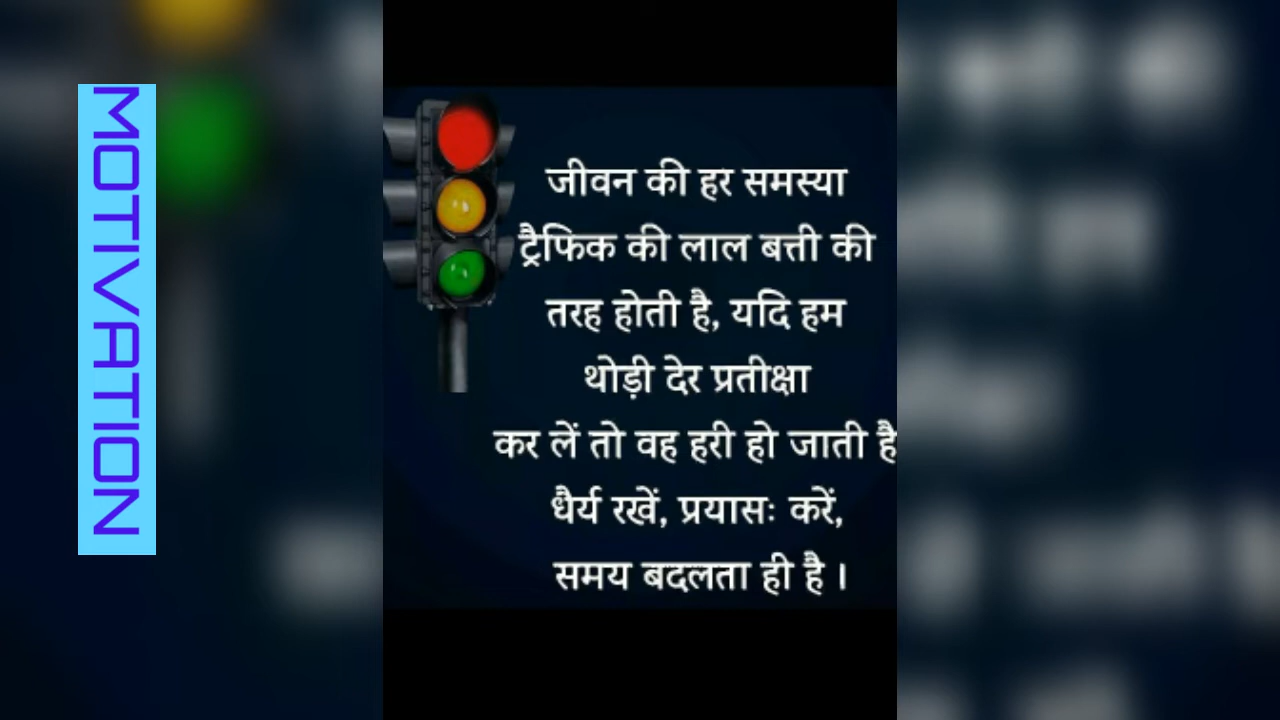 MOTIVATION
जीवन की हर समस्या
ट्रैफिक की लाल बत्ती की
तरह होती है, यदि हम
थोड़ी देर प्रतीक्षा
कर लें तो वह हरी हो जाती है
धैर्य रखें, प्रयासः करें,
समय बदलता ही है ।